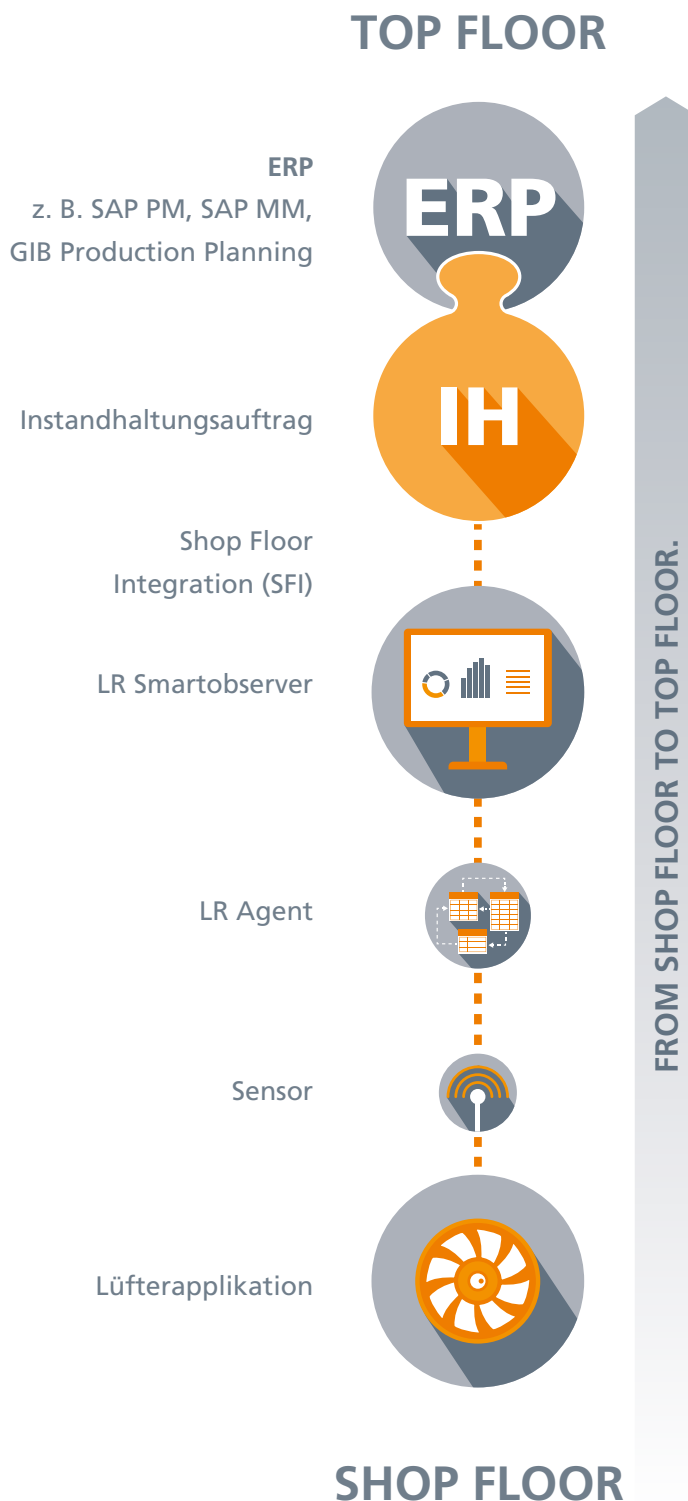 TOP FLOOR
ERP
z. B. SAP PM, SAP MM,
GIB Production Planning
ERP
Instandhaltungsauftrag
IH
Shop Floor
Integration (SFI)
LR Smartobserver
LR Agent
Sensor
Lüfterapplikation
FROM SHOP FLOOR TO TOP FLOOR.
SHOP FLOOR